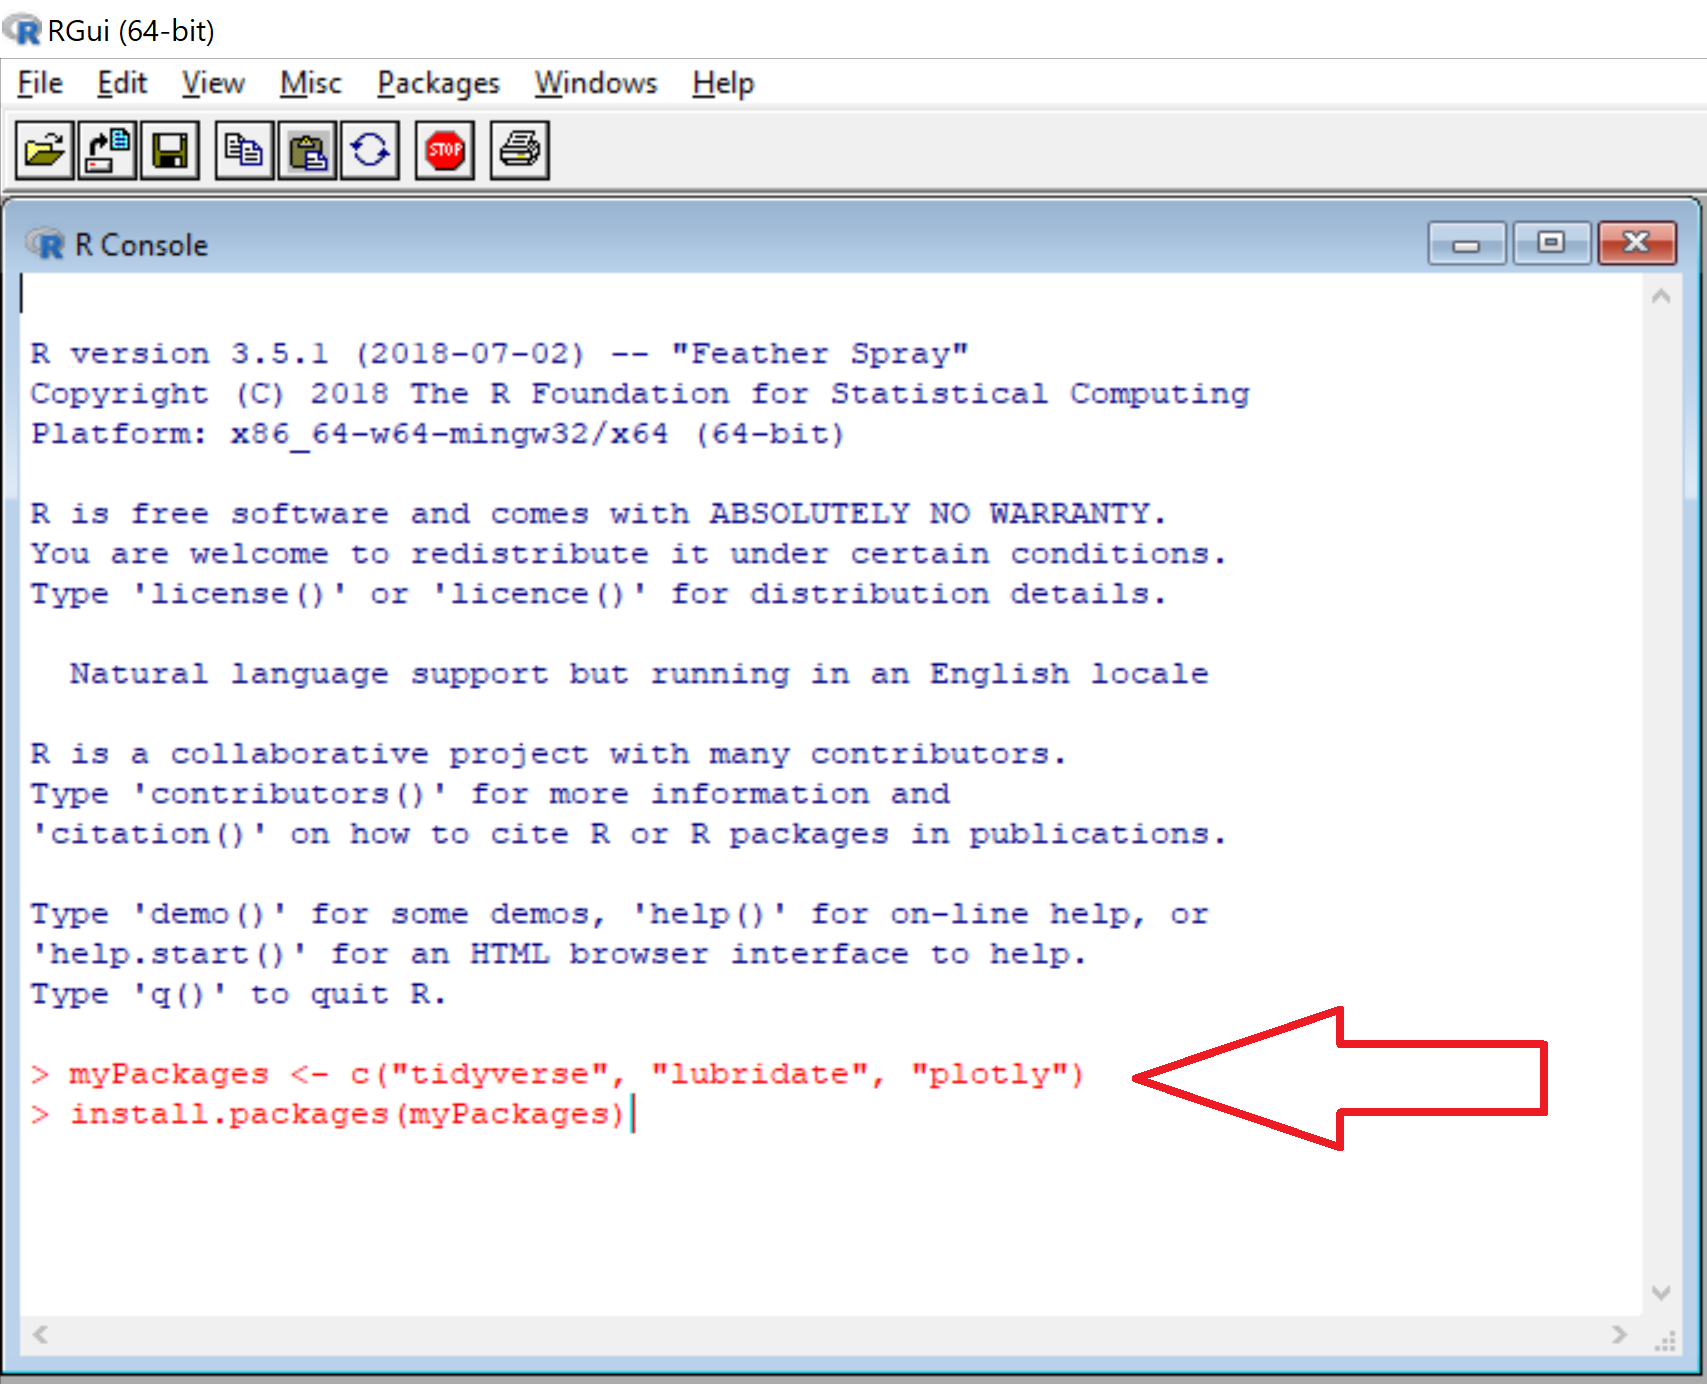 RGui (64-bit)
File Edit View Misc Packages Windows Help
STOP
R Console
R version 3.5.1 (2018-07-02) -- "Feather Spray"
Copyright (C) 2018 The R Foundation for Statistical Computing
Platform: x86_64-w64-mingw32/x64 (64-bit)
R is free software and comes with ABSOLUTELY NO WARRANTY.
You are welcome to redistribute it under certain conditions.
Type 'license()' or 'licence()' for distribution details.
Natural language support but running in an English locale
R is a collaborative project with many contributors.
Type 'contributors()' for more information and
'citation()' on how to cite R or R packages in publications.
Type 'demo()' for some demos, 'help()' for on-line help, or
'help.start()' for an HTML browser interface to help.
Type 'q()' to quit R.
> myPackages <- c("tidyverse", "lubridate", "plotly")
> install.packages(myPackages)